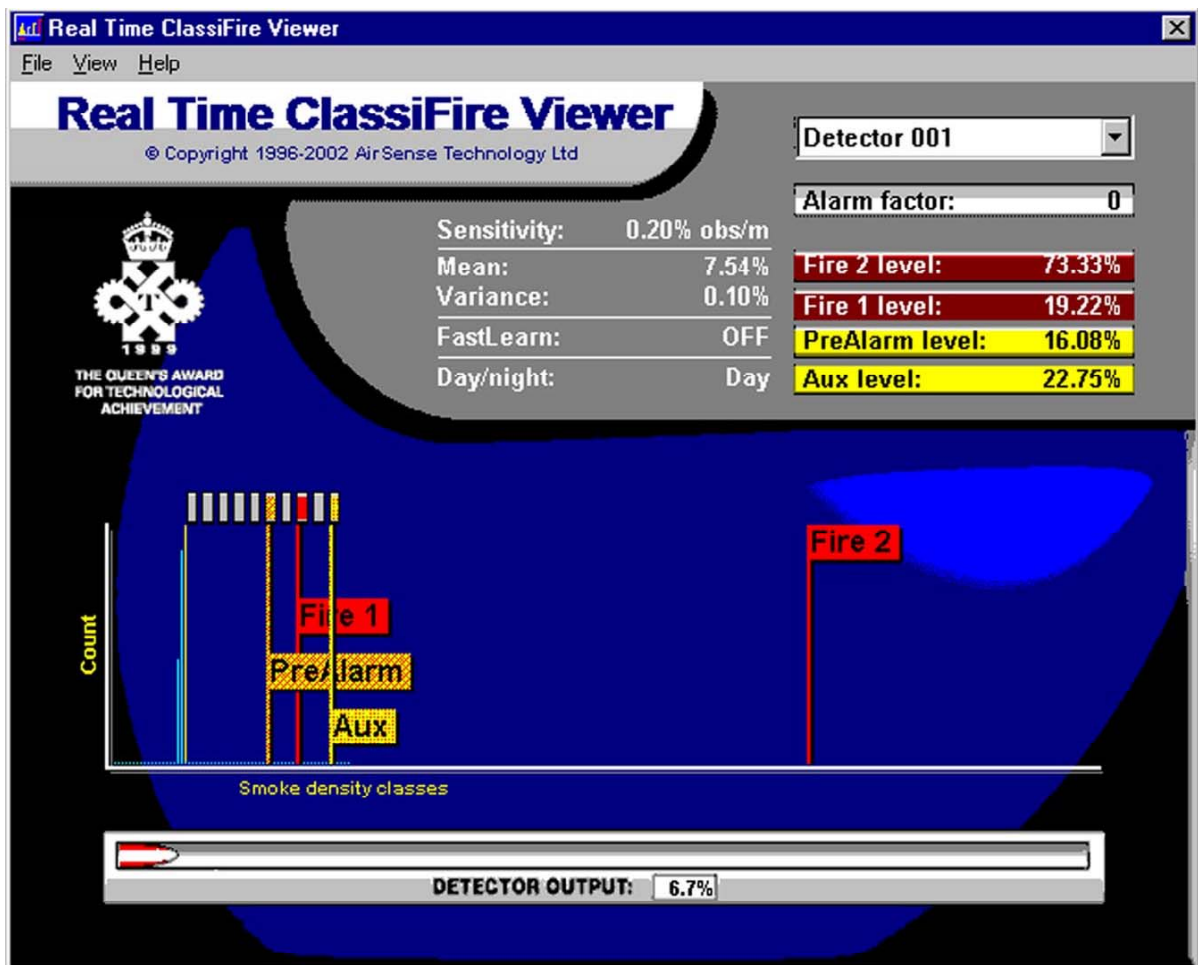 Real Time ClassiFire Viewer
File View Help
Real Time ClassiFire Viewer
© Copyright 1996-2002 AirSense Technology Ltd
Detector 001
Alarm factor: 0
Sensitivity: 0.20% obs/m
Mean: 7.54%
Variance: 0.10%
FastLearn: OFF
Day/night: Day
Fire 2 level: 73.33%
Fire 1 level: 19.22%
PreAlarm level: 16.08%
Aux level: 22.75%
T
1999
THE QUEEN'S AWARD
FOR TECHNOLOGICAL
ACHIEVEMENT
Fire 2
Fire 1
PreAlarm
Aux
Count
Smoke density classes
DETECTOR OUTPUT: 6.7%